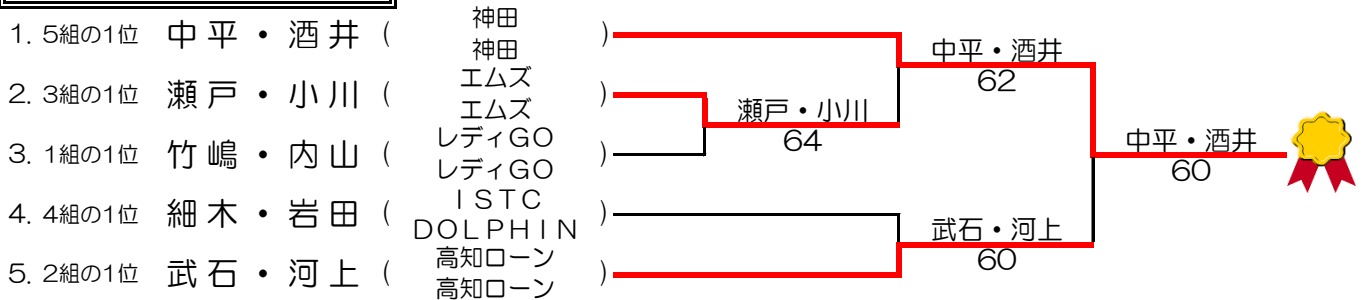 1. 5組の1位 中平・酒井 ( 神田 神田 )
2. 3組の1位 瀬戸・小川 ( エムズ エムズ )
3. 1組の1位 竹嶋・内山 ( レディGO レディGO )
4. 4組の1位 細木・岩田 ( ISTC DOLPHIN )
5. 2組の1位 武石・河上 ( 高知ローン 高知ローン )
瀬戸・小川
64
中平・酒井
62
武石・河上
60
中平・酒井
60